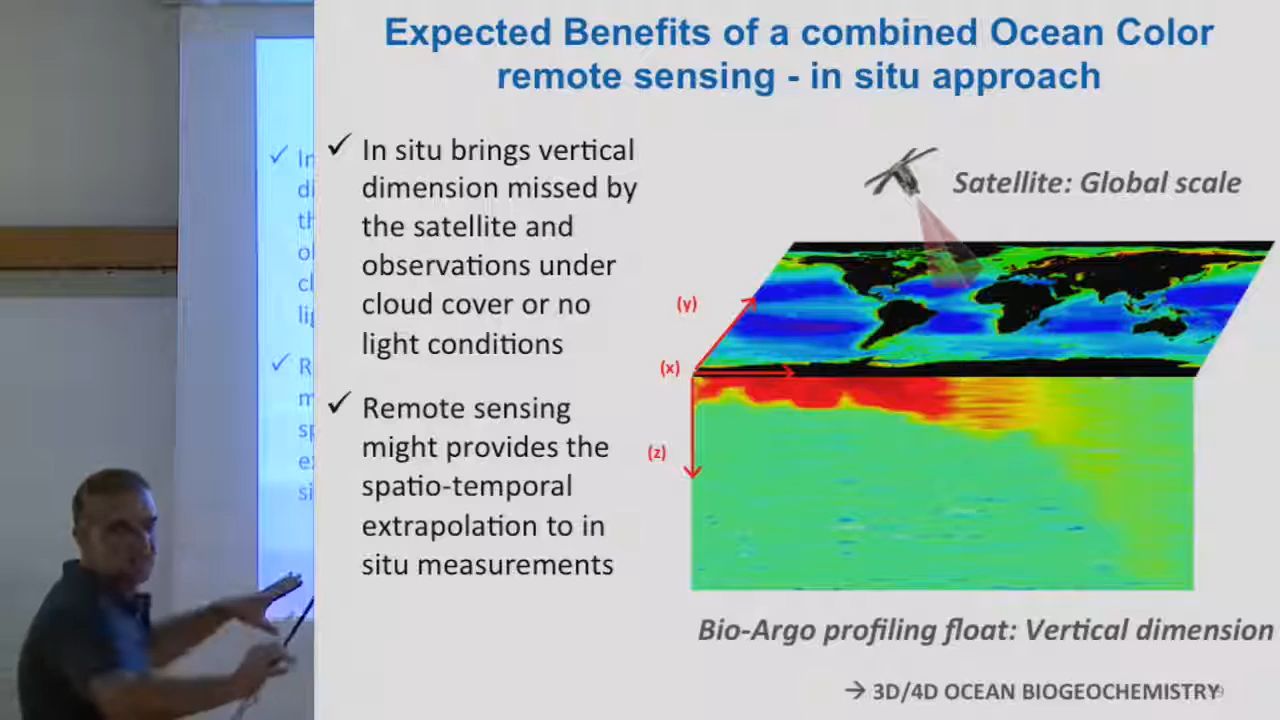 Expected Benefits of a combined Ocean Color
remote sensing - in situ approach
✓ In situ brings vertical
dimension missed by
the satellite and
observations under
cloud cover or no
light conditions
✓ Remote sensing
might provides the
spatio-temporal
extrapolation to in
situ measurements
Satellite: Global scale
(y)
(x)
(z)
Bio-Argo profiling float: Vertical dimension
→ 3D/4D OCEAN BIOGEOCHEMISTRY